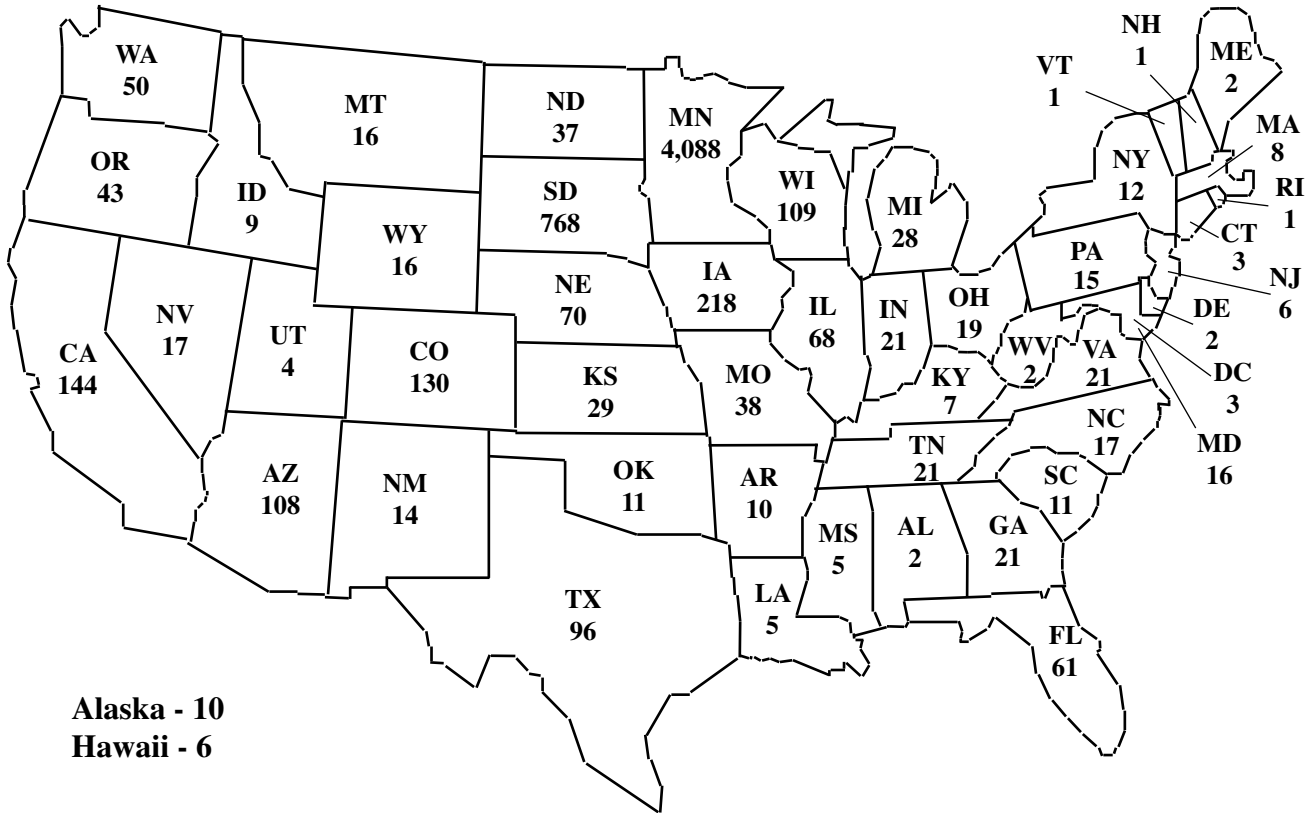 NH
1
ME
2
VT
1
WA
50
MT
16
ND
37
MN
4,088
MA
8
OR
43
ID
9
SD
768
WI
109
MI
28
NY
12
RI
1
WY
16
CT
3
IA
218
PA
15
NJ
6
NE
70
NV
17
UT
4
CO
130
IL
68
IN
21
OH
19
DE
2
CA
144
KS
29
MO
38
WV
2
VA
21
KY
7
DC
3
NC
17
MD
16
AZ
108
NM
14
OK
11
AR
10
TN
21
SC
11
MS
5
AL
2
GA
21
TX
96
LA
5
FL
61
Alaska - 10
Hawaii - 6